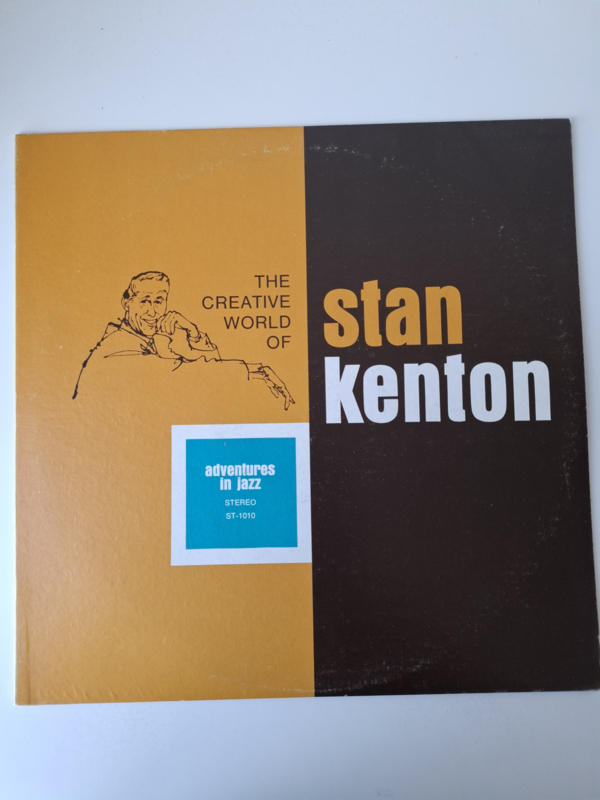 THE
CREATIVE
WORLD
OF
stan
kenton
adventures
in jazz
STEREO
ST-1010